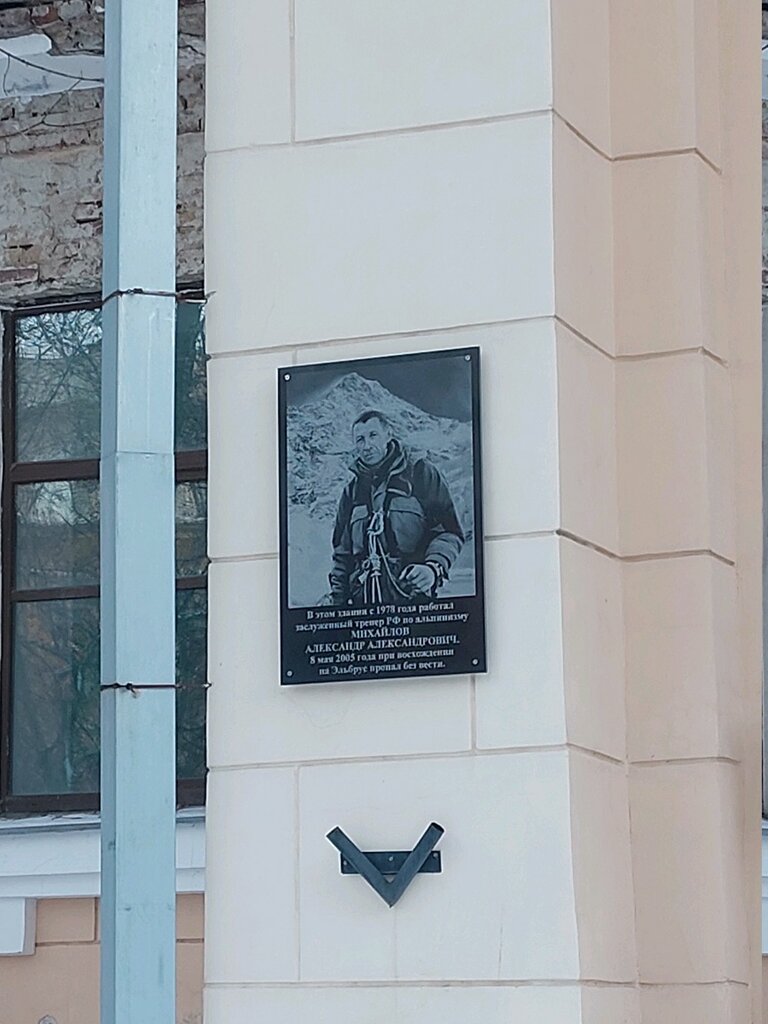 В этом здании с 1978 года работал
заслуженный тренер РФ по альпинизму
МИХАЙЛОВ
АЛЕКСАНДР АЛЕКСАНДРОВИЧ.
8 мая 2005 года при восхождении
на Эльбрус пропал без вести.